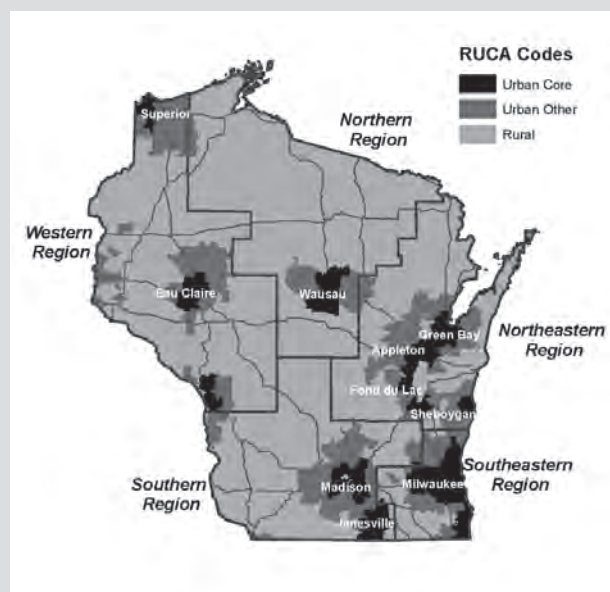 RUCA Codes
Urban Core
Urban Other
Rural
Superior
Northern
Region
Western
Region
Eau Claire
Wausau
Green Bay
Appleton
Northeastern
Region
Fond du Lac
Sheboygan
Southern
Region
Madison
Milwaukee
Southeastern
Region
Janesville